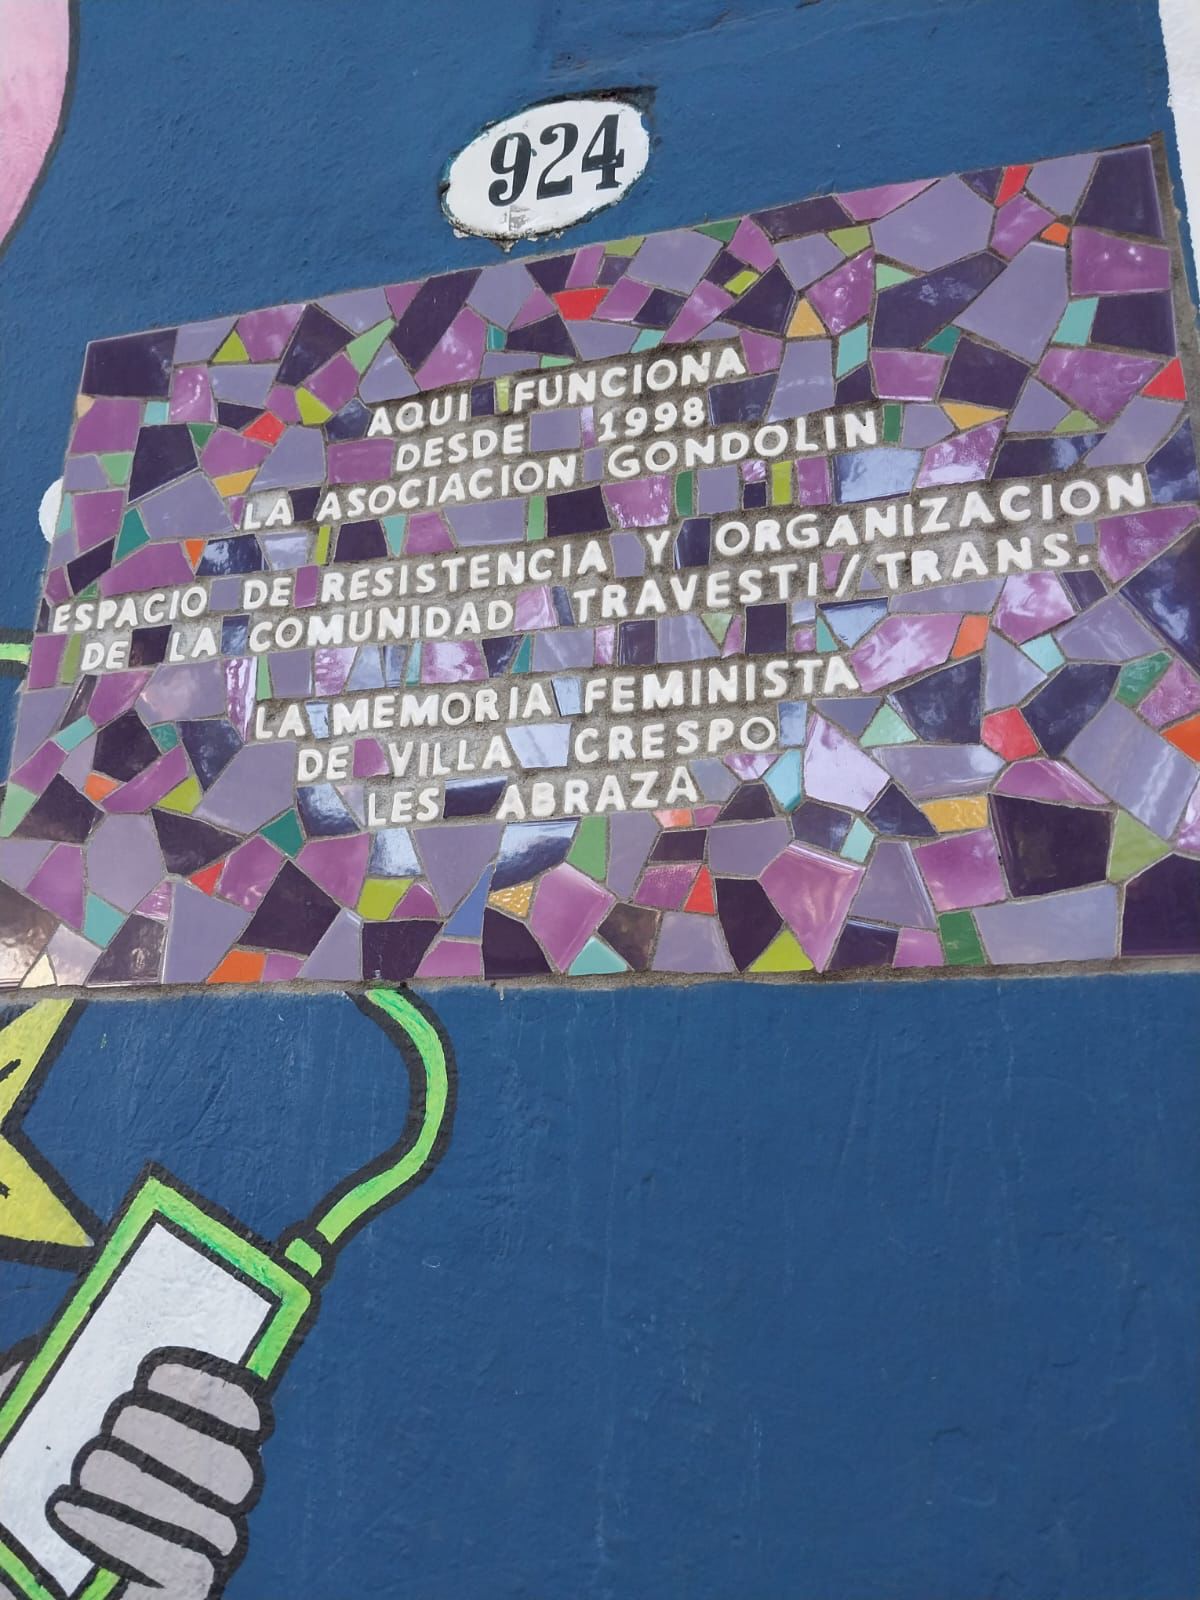 924
AQUI FUNCIONA
DESDE 1998
LA ASOCIACION GONDOLIN
ESPACIO DE RESISTENCIA Y ORGANIZACION
DE LA COMUNIDAD TRAVESTI/TRANS.
LA MEMORIA FEMINISTA
DE VILLA CRESPO
LES ABRAZA